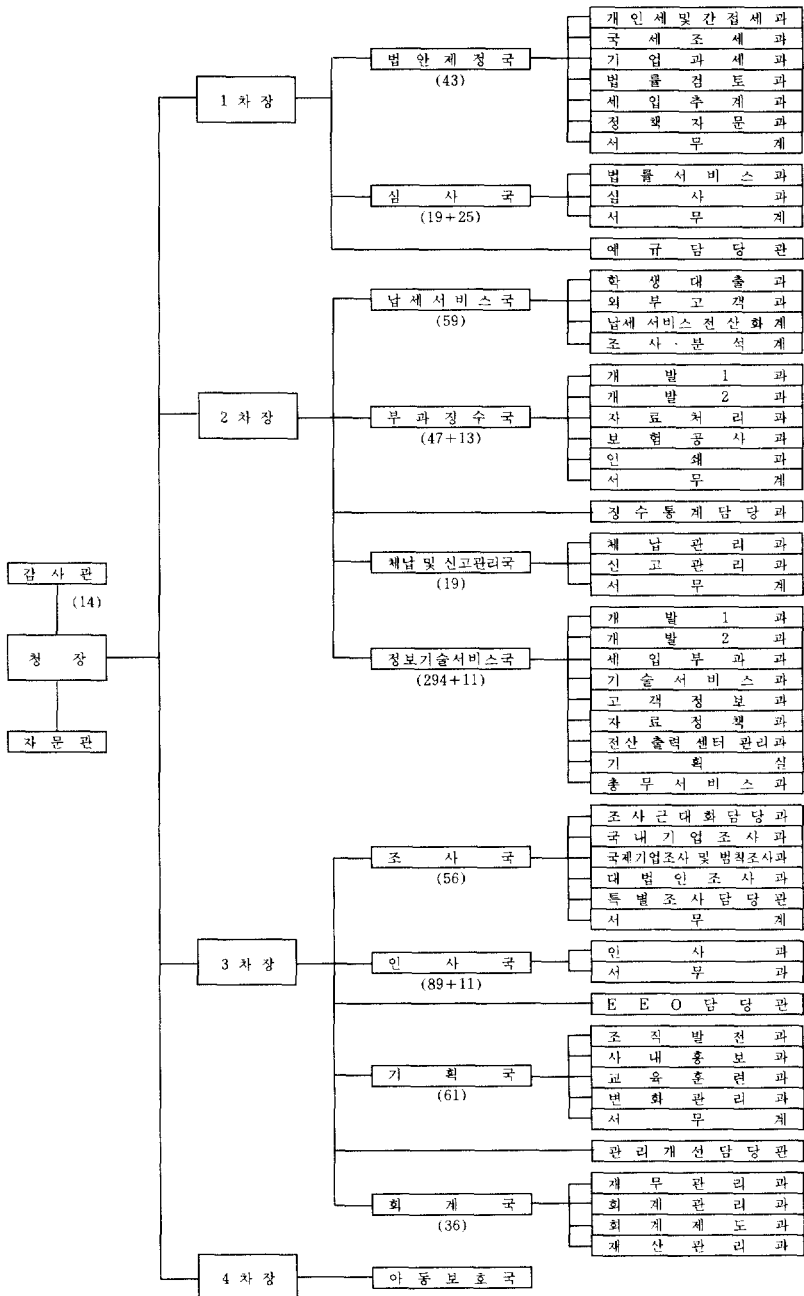 감사관
(14)
청장
자문관
1차장
법안제정국
(43)
개인세및간접세과
국세조세과
기업과세과
법률검토과
세입추계과
정책자문과
서무계
심사국
(19+25)
법률서비스과
심사과
서무계
예규담당관
2차장
납세서비스국
(59)
학생대출과
외부고객과
납세 서비스 전산화계
조사·분석계
부과징수국
(47+13)
개발1과
개발2과
자료처리과
보험공사과
인쇄과
서무계
징수통계담당과
체납 및 신고관리국
(19)
체납관리과
신고관리과
서무계
정보기술서비스국
(294+11)
개발1과
개발2과
세입부과과
기술서비스과
고객정보과
자료정책과
전산 출력 센터 관리과
기획실
총무서비스과
3차장
조사국
(56)
조사근대화담당과
국내기업조사과
국제기업조사 및 범칙조사과
대법인조사과
특별조사담당관
서무계
인사국
(89+11)
인사과
서무과
EEO담당관
기획국
(61)
조직발전과
사내홍보과
교육훈련과
변화관리과
서무계
관리개선담당관
회계국
(36)
재무관리과
회계관리과
회계제도과
재산관리과
4차장
아동보호국